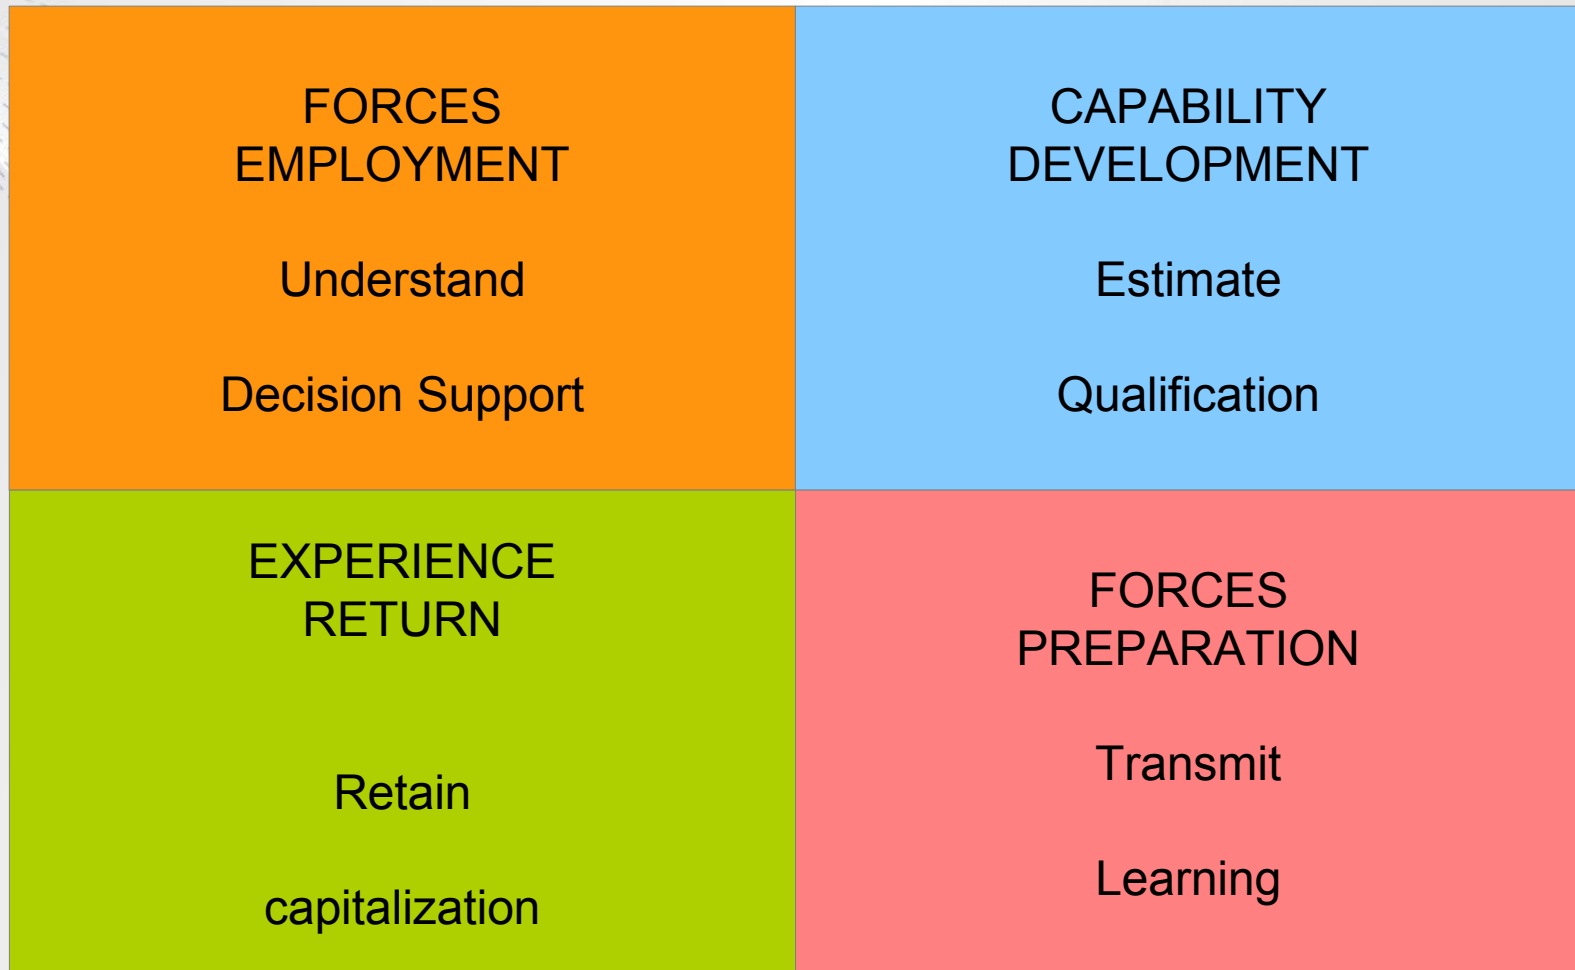 FORCES
EMPLOYMENT
Understand
Decision Support
CAPABILITY
DEVELOPMENT
Estimate
Qualification
EXPERIENCE
RETURN
Retain
capitalization
FORCES
PREPARATION
Transmit
Learning